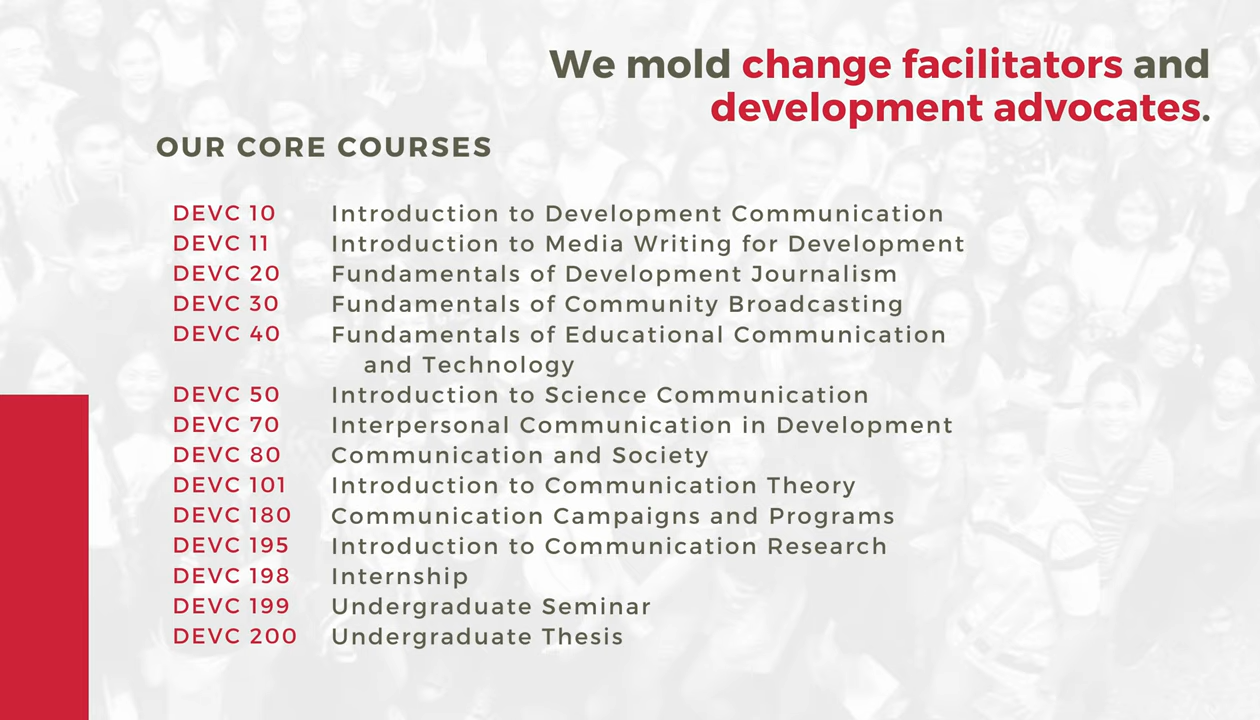 We mold change facilitators and
development advocates.
OUR CORE COURSES
DEVC 10 Introduction to Development Communication
DEVC 11 Introduction to Media Writing for Development
DEVC 20 Fundamentals of Development Journalism
DEVC 30 Fundamentals of Community Broadcasting
DEVC 40 Fundamentals of Educational Communication
and Technology
DEVC 50 Introduction to Science Communication
DEVC 70 Interpersonal Communication in Development
DEVC 80 Communication and Society
DEVC 101 Introduction to Communication Theory
DEVC 180 Communication Campaigns and Programs
DEVC 195 Introduction to Communication Research
DEVC 198 Internship
DEVC 199 Undergraduate Seminar
DEVC 200 Undergraduate Thesis